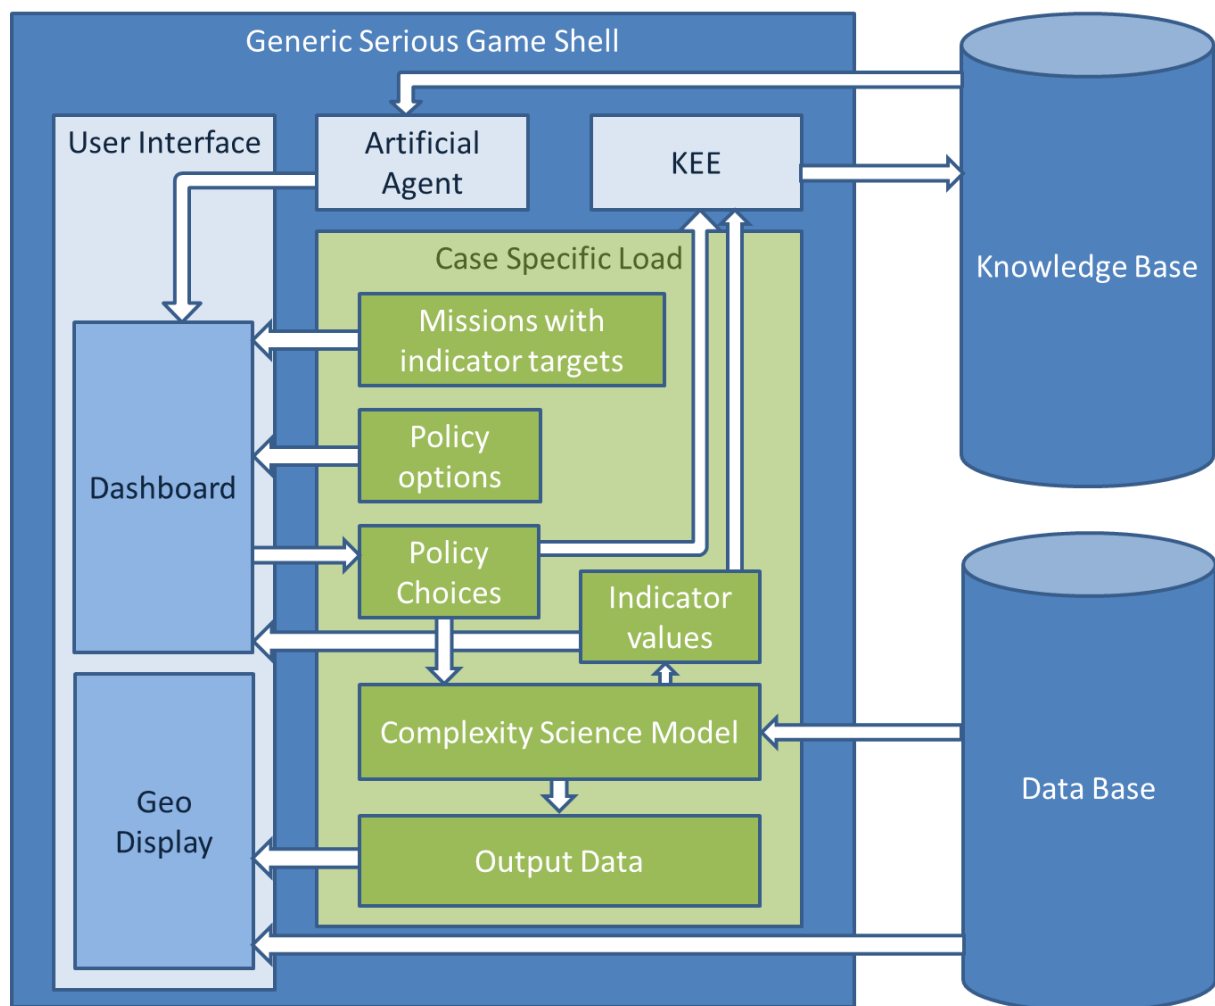 Generic Serious Game Shell
User Interface
Artificial
Agent
KEE
Knowledge Base
Case Specific Load
Missions with
indicator targets
Policy
options
Dashboard
Policy
Choices
Indicator
values
Complexity Science Model
Geo
Display
Data Base
Output Data